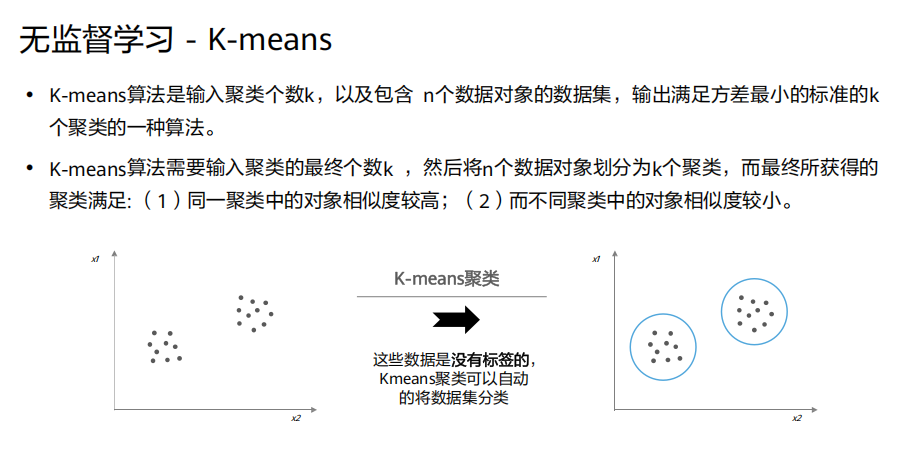 无监督学习 - K-means
• K-means算法是输入聚类个数k，以及包含 n个数据对象的数据集，输出满足方差最小的标准的k
个聚类的一种算法。
• K-means算法需要输入聚类的最终个数k ，然后将n个数据对象划分为k个聚类，而最终所获得的
聚类满足:（1）同一聚类中的对象相似度较高；（2）而不同聚类中的对象相似度较小。
x1
x2
K-means聚类
这些数据是没有标签的，
Kmeans聚类可以自动
的将数据集分类
x1
x2